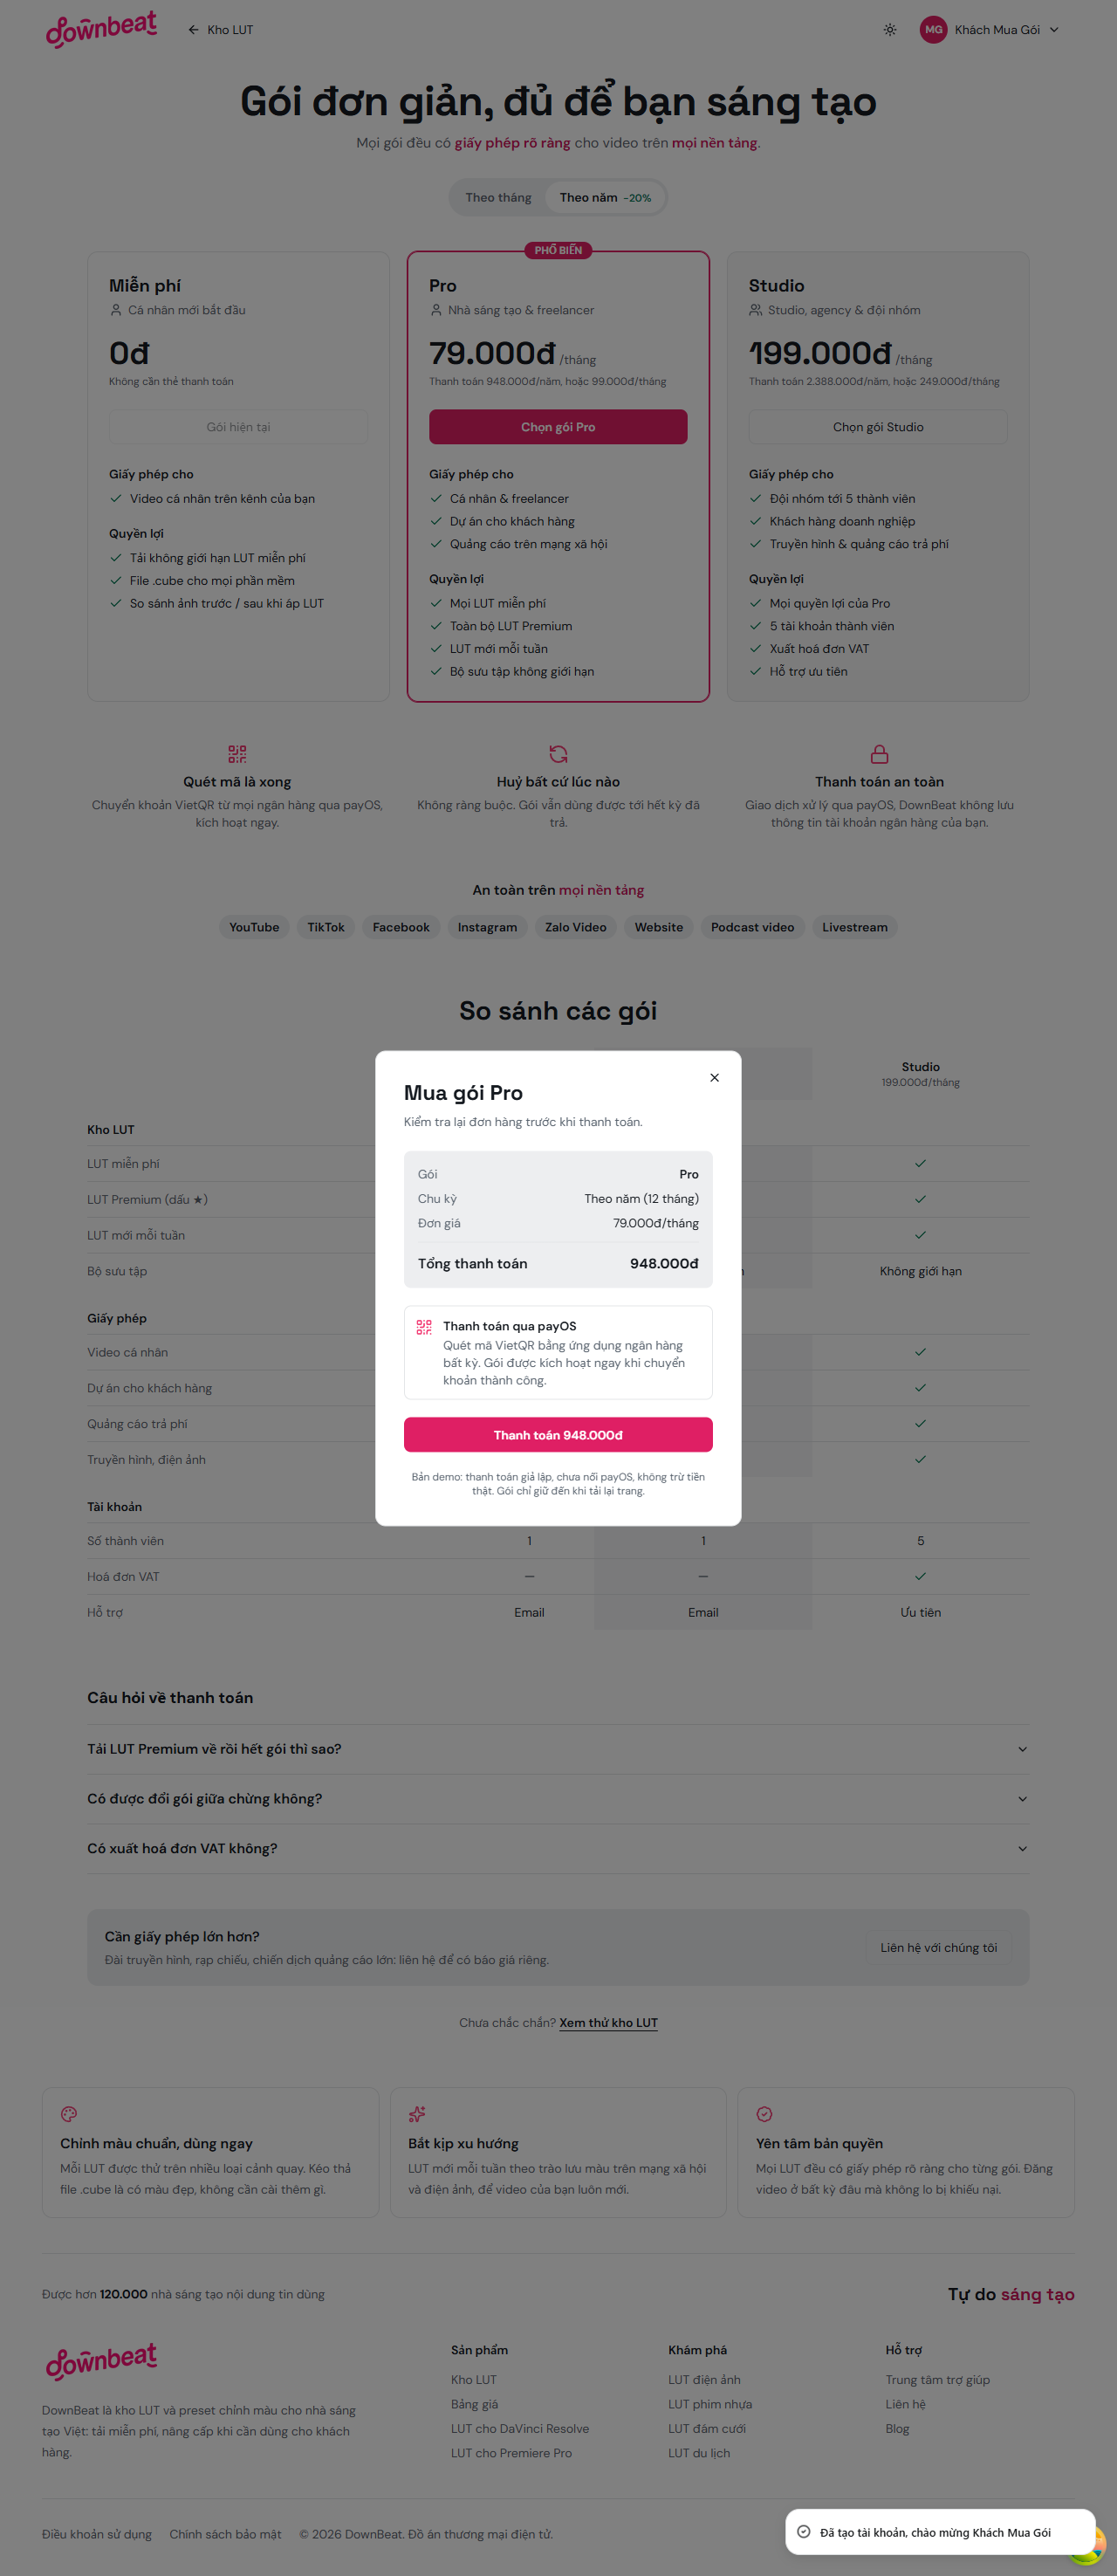 downbeat
Kho LUT
MG
Khách Mua Gói
Gói đơn giản, đủ để bạn sáng tạo
Mọi gói đều có giấy phép rõ ràng cho video trên mọi nền tảng.
Theo tháng
Theo năm -20%
PHỔ BIẾN
Miễn phí
Cá nhân mới bắt đầu
0đ
Không cần thẻ thanh toán
Gói hiện tại
Giấy phép cho
Video cá nhân trên kênh của bạn
Quyền lợi
Tải không giới hạn LUT miễn phí
File .cube cho mọi phần mềm
So sánh ảnh trước / sau khi áp LUT
Pro
Nhà sáng tạo & freelancer
79.000đ /tháng
Thanh toán 948.000đ/năm, hoặc 99.000đ/tháng
Chọn gói Pro
Giấy phép cho
Cá nhân & freelancer
Dự án cho khách hàng
Quảng cáo trên mạng xã hội
Quyền lợi
Mọi LUT miễn phí
Toàn bộ LUT Premium
LUT mới mỗi tuần
Bộ sưu tập không giới hạn
Studio
Studio, agency & đội nhóm
199.000đ /tháng
Thanh toán 2.388.000đ/năm, hoặc 249.000đ/tháng
Chọn gói Studio
Giấy phép cho
Đội nhóm tới 5 thành viên
Khách hàng doanh nghiệp
Truyền hình & quảng cáo trả phí
Quyền lợi
Mọi quyền lợi của Pro
5 tài khoản thành viên
Xuất hoá đơn VAT
Hỗ trợ ưu tiên
Quét mã là xong
Chuyển khoản VietQR từ mọi ngân hàng qua payOS,
kích hoạt ngay.
Huỷ bất cứ lúc nào
Không ràng buộc. Gói vẫn dùng được tới hết kỳ đã
trả.
Thanh toán an toàn
Giao dịch xử lý qua payOS, DownBeat không lưu
thông tin tài khoản ngân hàng của bạn.
An toàn trên mọi nền tảng
YouTube
TikTok
Facebook
Instagram
Zalo Video
Website
Podcast video
Livestream
So sánh các gói
Studio
199.000đ/tháng
Kho LUT
LUT miễn phí
LUT Premium (dấu ★)
LUT mới mỗi tuần
Bộ sưu tập
Không giới hạn
Giấy phép
Video cá nhân
Dự án cho khách hàng
Quảng cáo trả phí
Truyền hình, điện ảnh
Tài khoản
Số thành viên 1 1 5
Hoá đơn VAT — —
Hỗ trợ Email Email Ưu tiên
Mua gói Pro
Kiểm tra lại đơn hàng trước khi thanh toán.
Gói Pro
Chu kỳ Theo năm (12 tháng)
Đơn giá 79.000đ/tháng
Tổng thanh toán 948.000đ
Thanh toán qua payOS
Quét mã VietQR bằng ứng dụng ngân hàng
bất kỳ. Gói được kích hoạt ngay khi chuyển
khoản thành công.
Thanh toán 948.000đ
Bản demo: thanh toán giả lập, chưa nối payOS, không trừ tiền
thật. Gói chỉ giữ đến khi tải lại trang.
Câu hỏi về thanh toán
Tải LUT Premium về rồi hết gói thì sao?
Có được đổi gói giữa chừng không?
Có xuất hoá đơn VAT không?
Cần giấy phép lớn hơn?
Đài truyền hình, rạp chiếu, chiến dịch quảng cáo lớn: liên hệ để có báo giá riêng.
Liên hệ với chúng tôi
Chưa chắc chắn? Xem thử kho LUT
Chỉnh màu chuẩn, dùng ngay
Mỗi LUT được thử trên nhiều loại cảnh quay. Kéo thả
file .cube là có màu đẹp, không cần cài thêm gì.
Bắt kịp xu hướng
LUT mới mỗi tuần theo trào lưu màu trên mạng xã hội
và điện ảnh, để video của bạn luôn mới.
Yên tâm bản quyền
Mọi LUT đều có giấy phép rõ ràng cho từng gói. Đăng
video ở bất kỳ đâu mà không lo bị khiếu nại.
Được hơn 120.000 nhà sáng tạo nội dung tin dùng
Tự do sáng tạo
downbeat
DownBeat là kho LUT và preset chỉnh màu cho nhà sáng
tạo Việt: tải miễn phí, nâng cấp khi cần dùng cho khách
hàng.
Sản phẩm
Kho LUT
Bảng giá
LUT cho DaVinci Resolve
LUT cho Premiere Pro
Khám phá
LUT điện ảnh
LUT phim nhựa
LUT đám cưới
LUT du lịch
Hỗ trợ
Trung tâm trợ giúp
Liên hệ
Blog
Điều khoản sử dụng
Chính sách bảo mật
© 2026 DownBeat. Đồ án thương mại điện tử.
Đã tạo tài khoản, chào mừng Khách Mua Gói